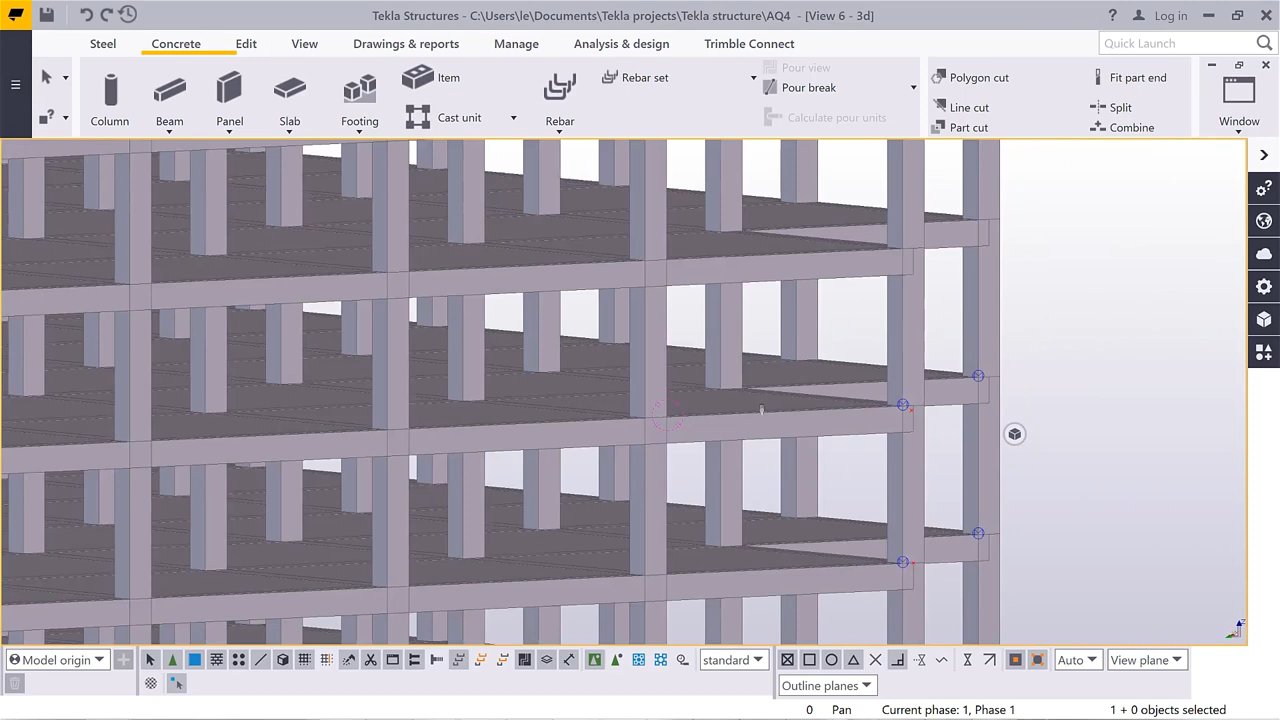 Tekla Structures - C:\Users\le\Documents\Tekla projects\Tekla structure\AQ4 - [View 6 - 3d]
? Log in
Steel Concrete Edit View Drawings & reports Manage Analysis & design Trimble Connect Quick Launch
Column
Beam
Panel
Slab
Footing
Item
Cast unit
Rebar
Rebar set
Pour view
Pour break
Calculate pour units
Polygon cut
Line cut
Part cut
Fit part end
Split
Combine
Window
Model origin
standard
Auto
View plane
Outline planes
0 Pan Current phase: 1, Phase 1 1 + 0 objects selected